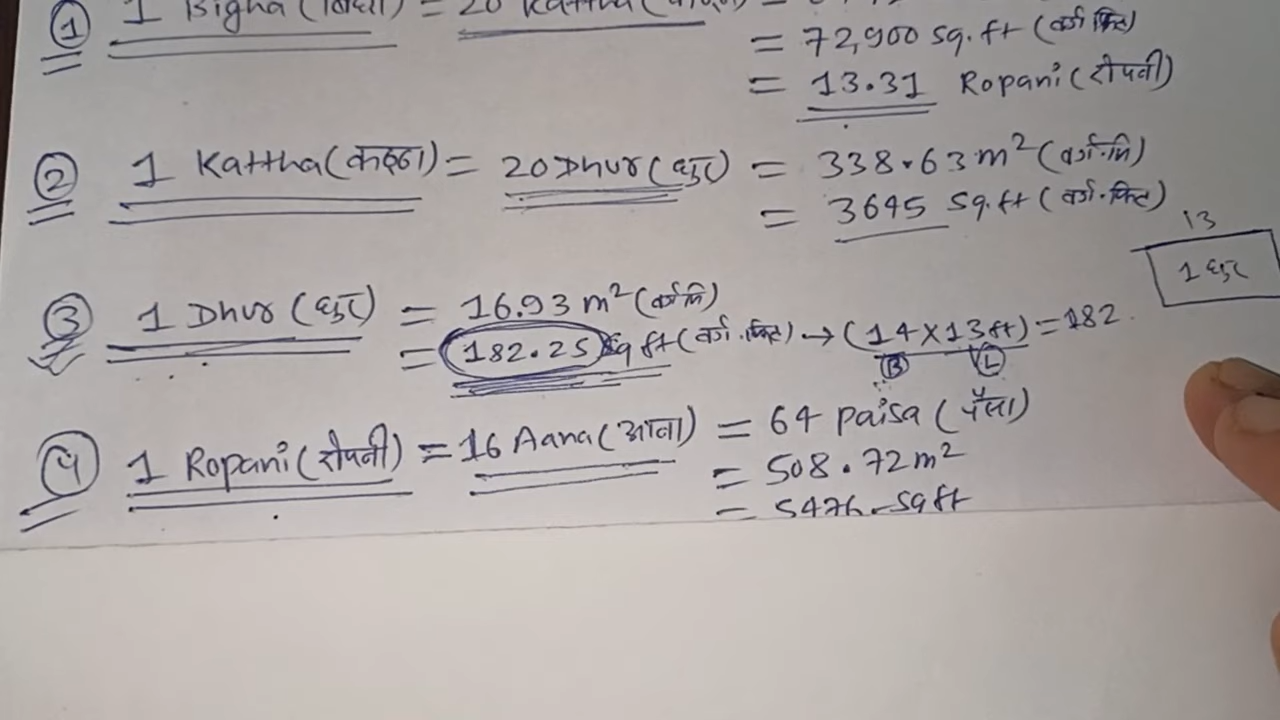 ① 1 Bigha (बिघा) = 20 Kattha
= 72,900 sq.ft (वर्ग फिट)
= 13.31 Ropani (रोपनी)
② 1 Kattha (कठ्ठा) = 20 Dhur (धुर) = 338.63 m² (वर्ग.मि)
= 3645 sq.ft (वर्ग.फिट)
13
1 धुर
③ 1 Dhur (धुर) = 16.93 m² (वर्ग मि)
= 182.25 sq ft (वर्ग.फिट) → (14 x 13 ft) = 182
B L
④ 1 Ropani (रोपनी) = 16 Aana (आना) = 64 Paisa (पैसा)
= 508.72 m²
= 5476 sq ft